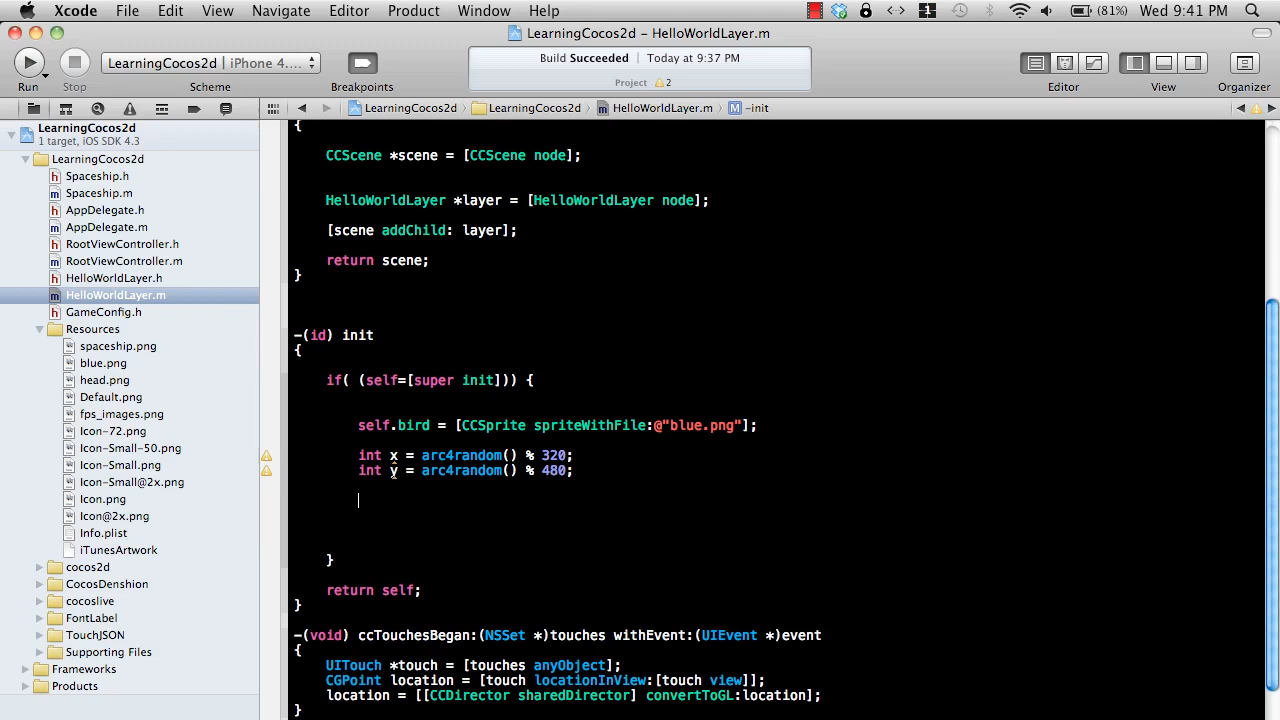 Xcode File Edit View Navigate Editor Product Window Help 1 (81%) Wed 9:41 PM
LearningCocos2d – HelloWorldLayer.m
LearningCocos2d iPhone 4....
Build Succeeded Today at 9:37 PM
Project 2
Run Stop Scheme Breakpoints Editor View Organizer
LearningCocos2d LearningCocos2d HelloWorldLayer.m M -init
LearningCocos2d
1 target, iOS SDK 4.3
LearningCocos2d
h Spaceship.h
m Spaceship.m
h AppDelegate.h
m AppDelegate.m
h RootViewController.h
m RootViewController.m
h HelloWorldLayer.h
m HelloWorldLayer.m
h GameConfig.h
Resources
spaceship.png
blue.png
head.png
Default.png
fps_images.png
Icon-72.png
Icon-Small-50.png
Icon-Small.png
Icon-Small@2x.png
Icon.png
Icon@2x.png
Info.plist
iTunesArtwork
cocos2d
CocosDenshion
cocoslive
FontLabel
TouchJSON
Supporting Files
Frameworks
Products
{
CCScene *scene = [CCScene node];
HelloWorldLayer *layer = [HelloWorldLayer node];
[scene addChild: layer];
return scene;
}
-(id) init
{
if( (self=[super init])) {
self.bird = [CCSprite spriteWithFile:@"blue.png"];
int x = arc4random() % 320;
int y = arc4random() % 480;
}
return self;
}
-(void) ccTouchesBegan:(NSSet *)touches withEvent:(UIEvent *)event
{
UITouch *touch = [touches anyObject];
CGPoint location = [touch locationInView:[touch view]];
location = [[CCDirector sharedDirector] convertToGL:location];
}